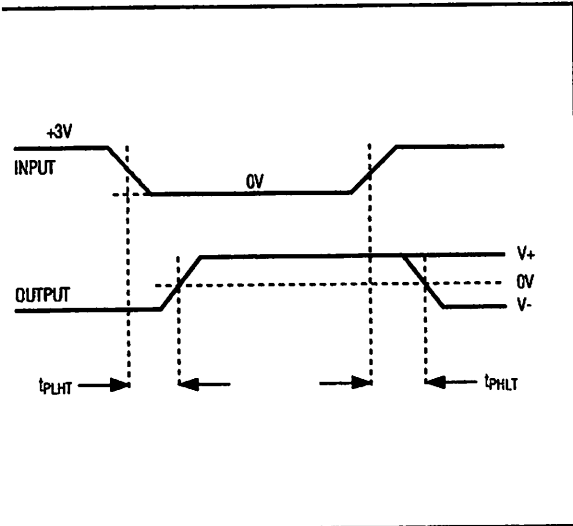 +3V
INPUT
0V
V+
0V
OUTPUT
V-
tPLHT
tPHLT